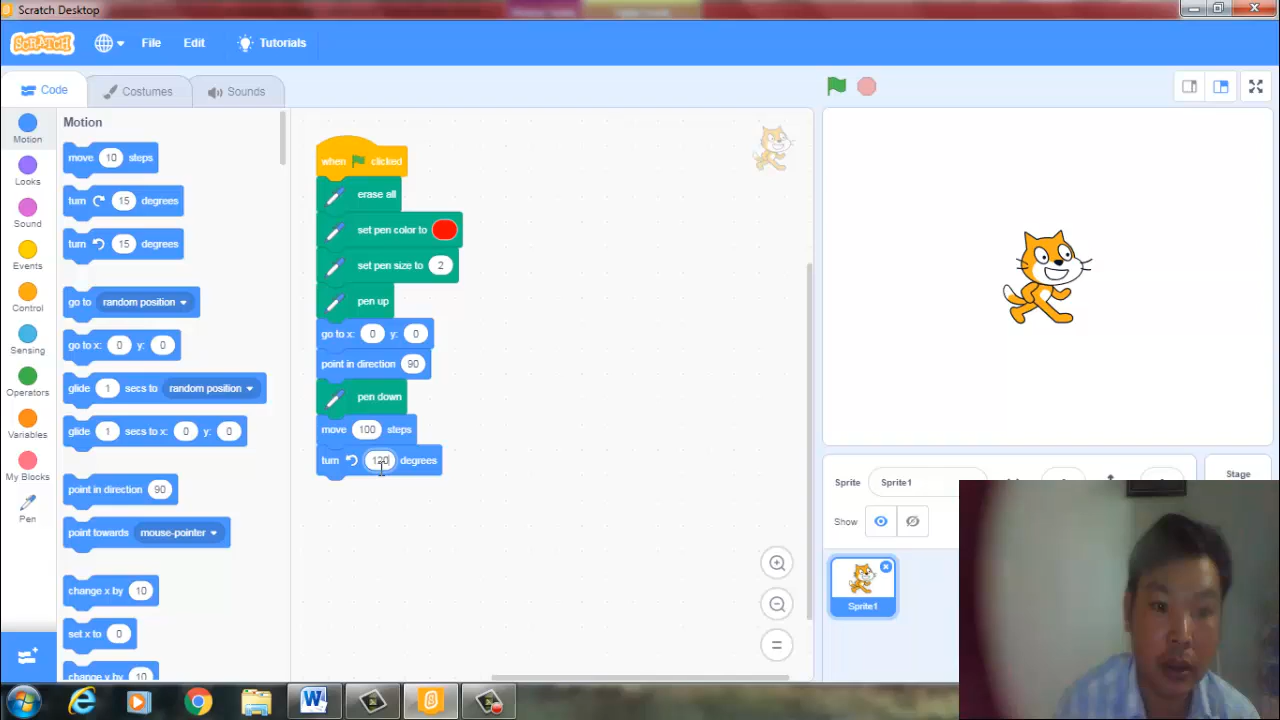 Scratch Desktop
SCRATCH
File
Edit
Tutorials
Code
Costumes
Sounds
Motion
Looks
Sound
Events
Control
Sensing
Operators
Variables
My Blocks
Pen
Motion
move 10 steps
turn 15 degrees
turn 15 degrees
go to random position
go to x: 0 y: 0
glide 1 secs to random position
glide 1 secs to x: 0 y: 0
point in direction 90
point towards mouse-pointer
change x by 10
set x to 0
change y by 10
when clicked
erase all
set pen color to
set pen size to 2
pen up
go to x: 0 y: 0
point in direction 90
pen down
move 100 steps
turn 120 degrees
Sprite Sprite1
Show
Sprite1
Stage